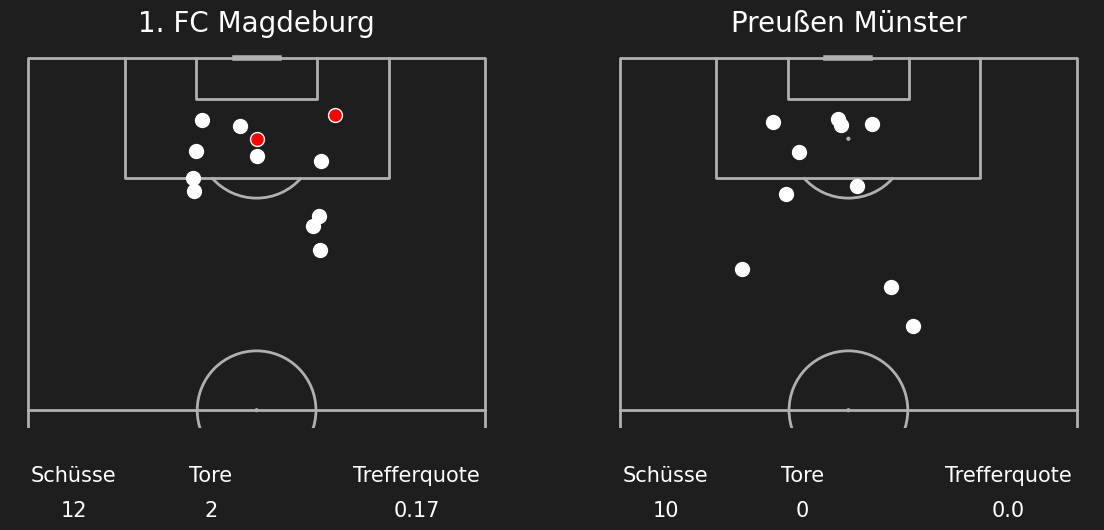 1. FC Magdeburg
Schüsse Tore Trefferquote
12 2 0.17
Preußen Münster
Schüsse Tore Trefferquote
10 0 0.0